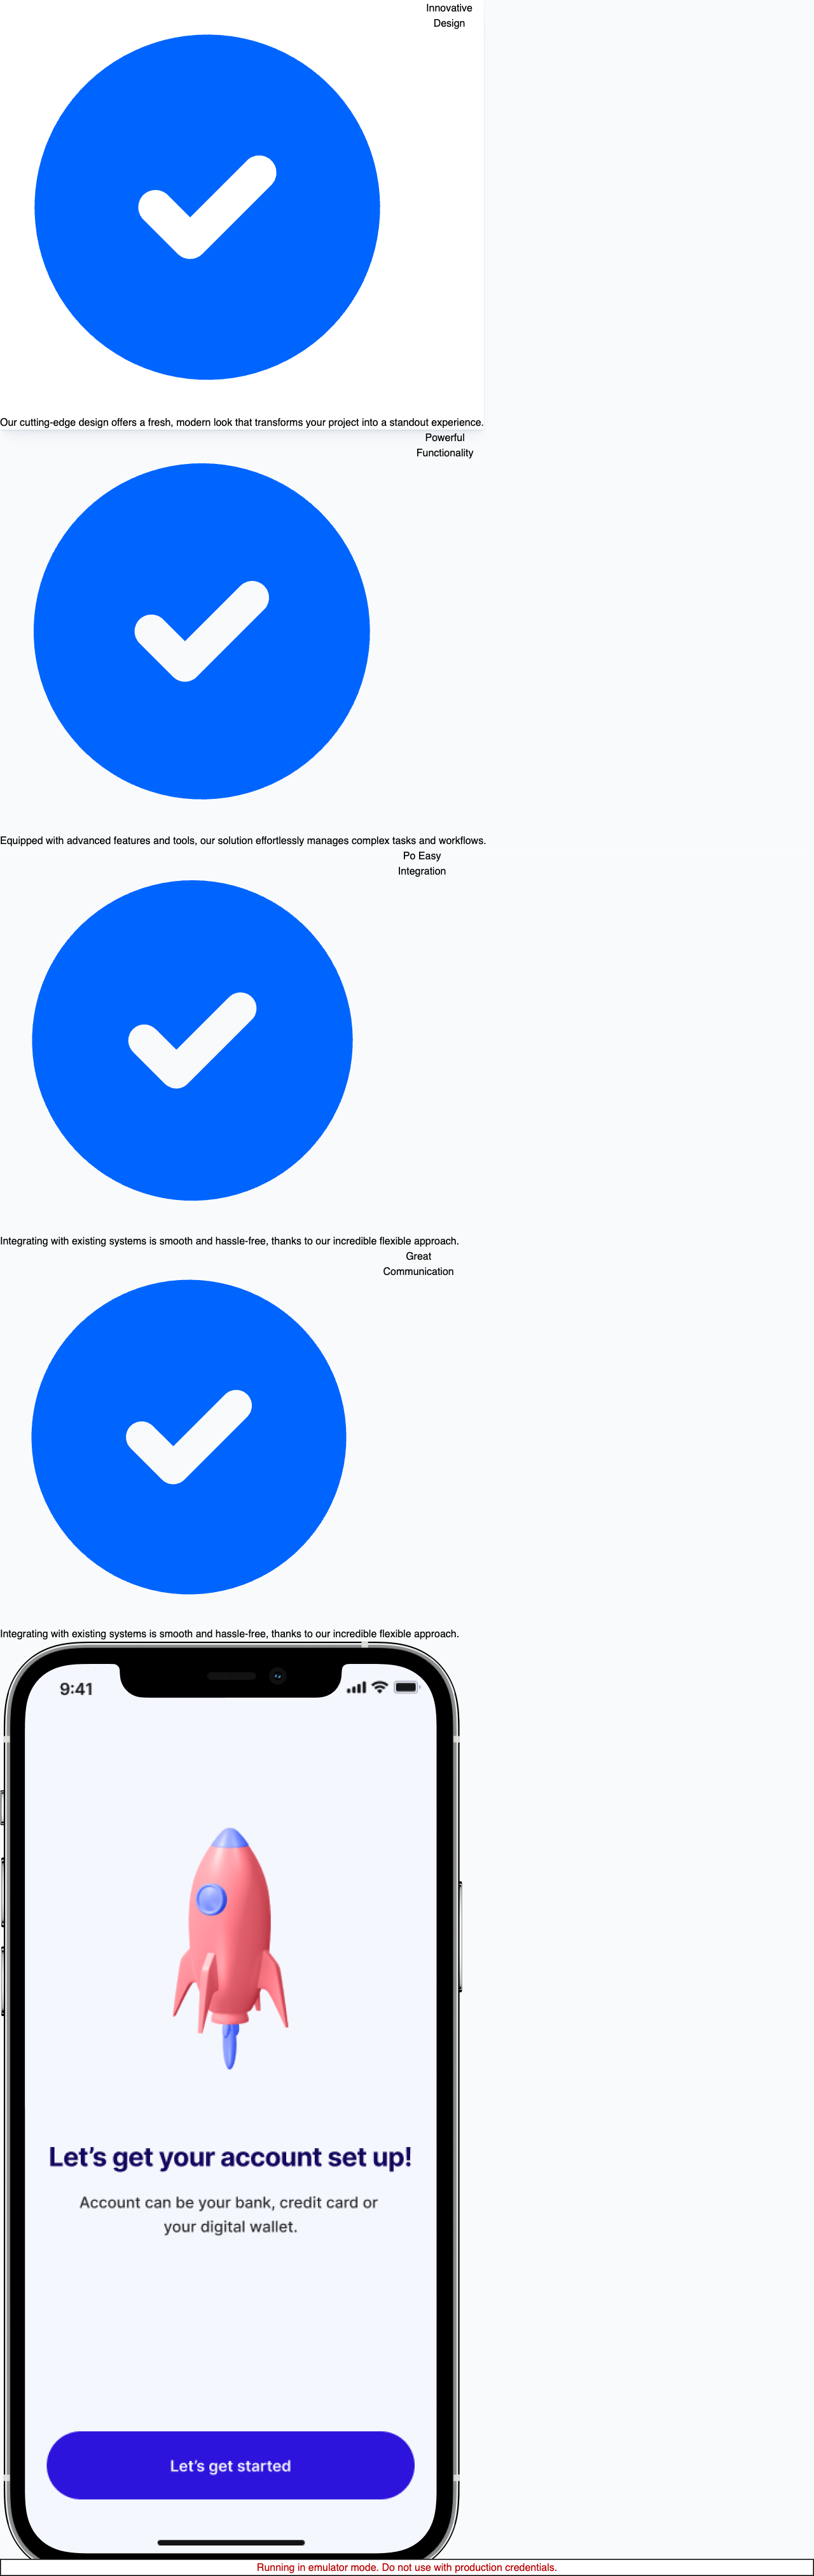 Innovative
Design
Our cutting-edge design offers a fresh, modern look that transforms your project into a standout experience.
Powerful
Functionality
Equipped with advanced features and tools, our solution effortlessly manages complex tasks and workflows.
Po Easy
Integration
Integrating with existing systems is smooth and hassle-free, thanks to our incredible flexible approach.
Great
Communication
Integrating with existing systems is smooth and hassle-free, thanks to our incredible flexible approach.
9:41
Let’s get your account set up!
Account can be your bank, credit card or
your digital wallet.
Let’s get started
Running in emulator mode. Do not use with production credentials.